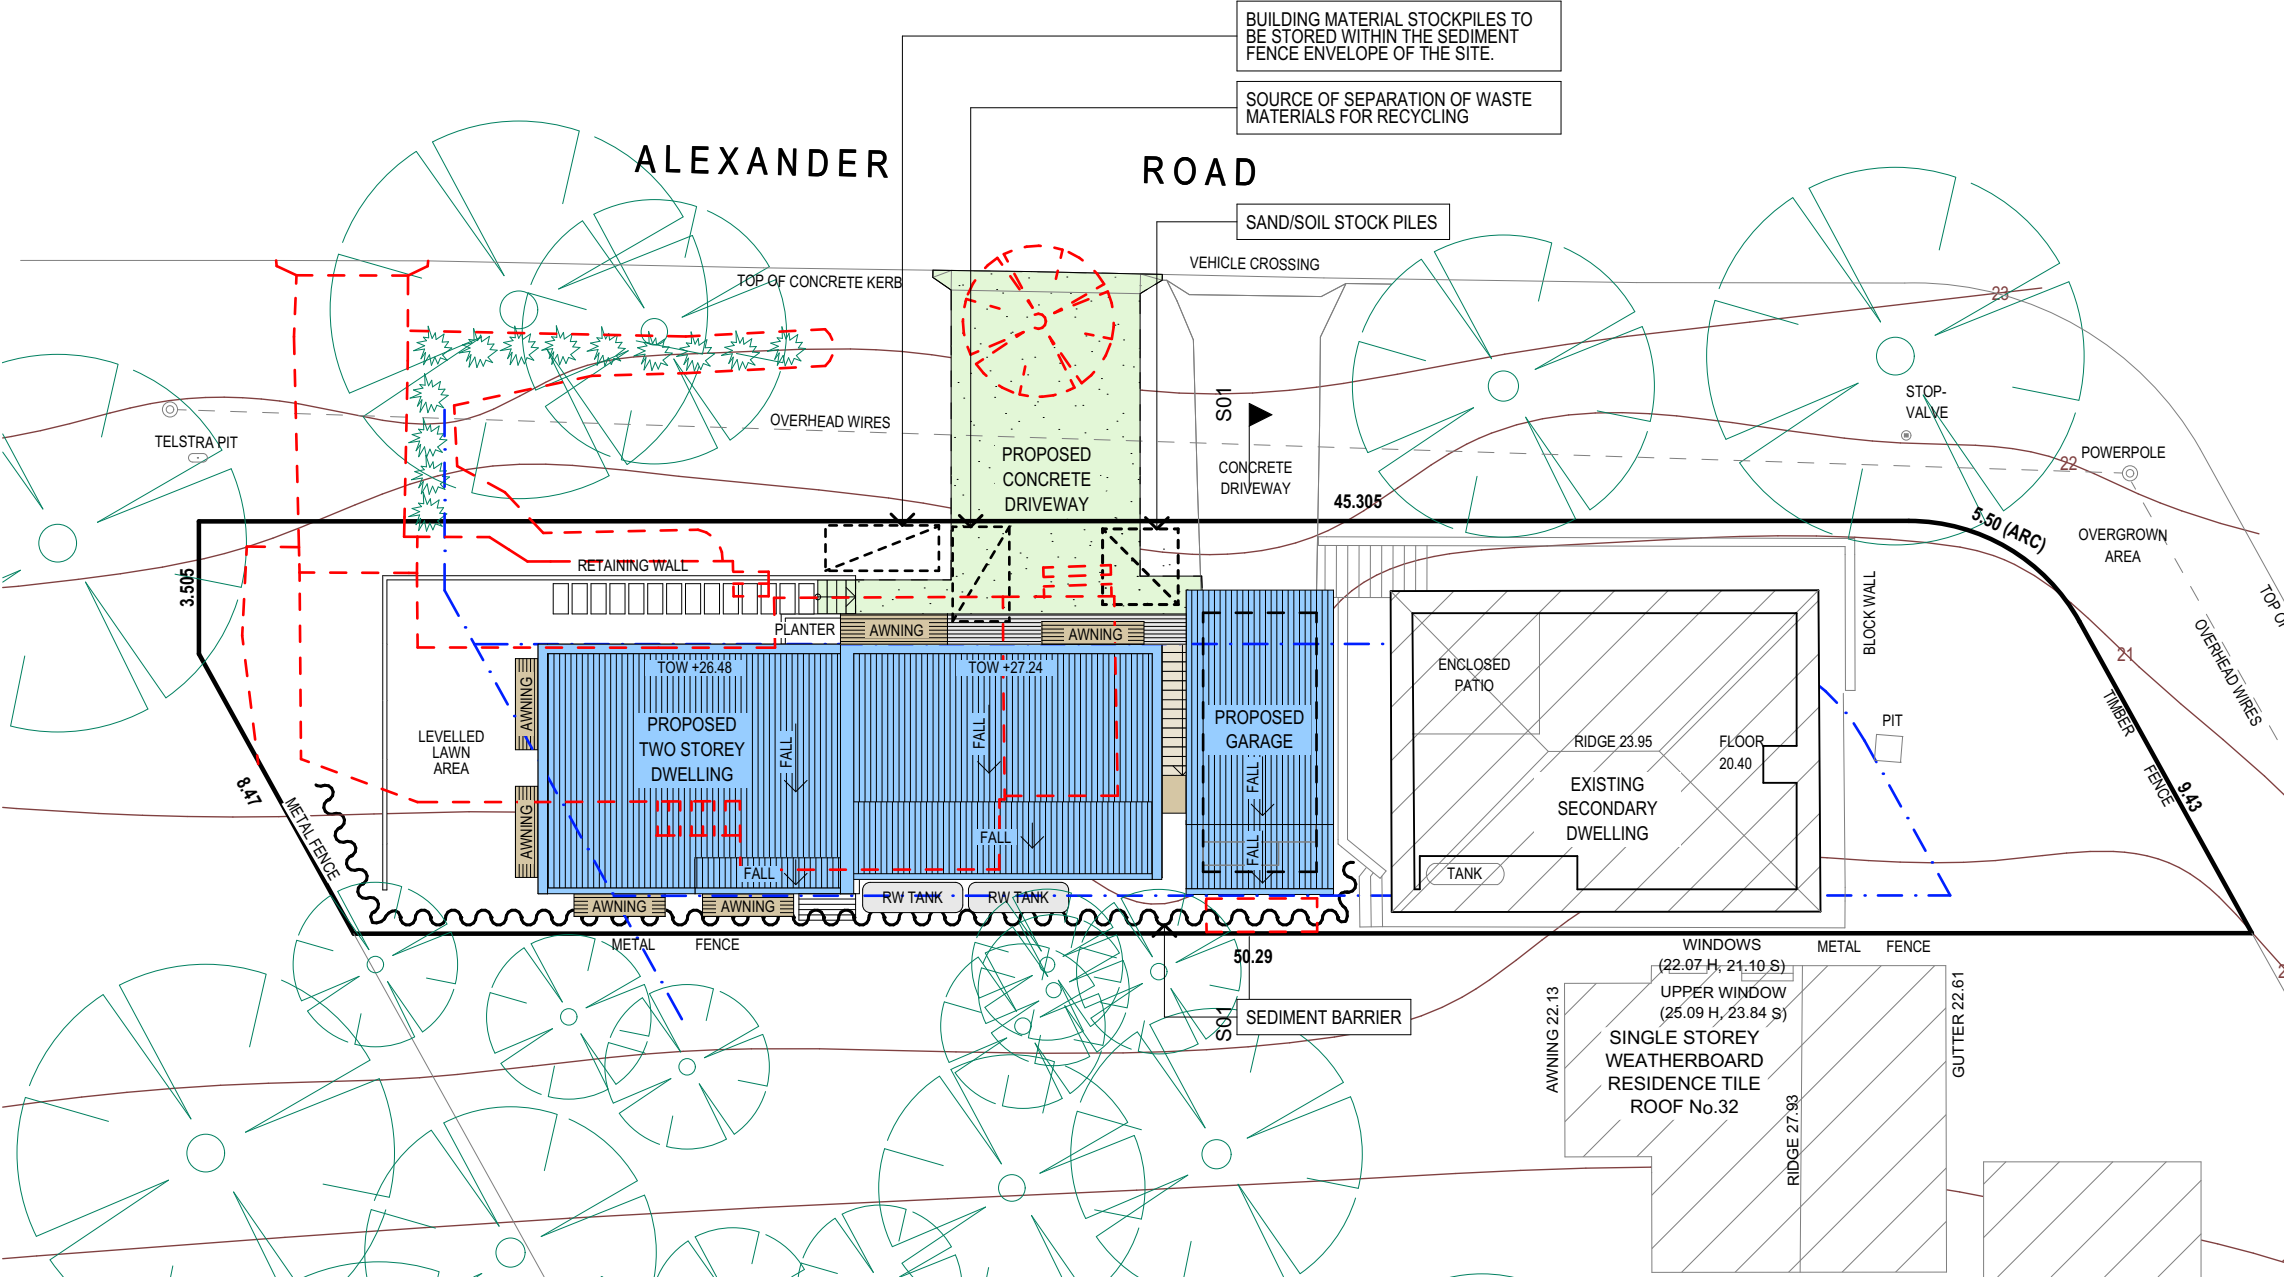 BUILDING MATERIAL STOCKPILES TO
BE STORED WITHIN THE SEDIMENT
FENCE ENVELOPE OF THE SITE.
SOURCE OF SEPARATION OF WASTE
MATERIALS FOR RECYCLING
ALEXANDER ROAD
SAND/SOIL STOCK PILES
VEHICLE CROSSING
TOP OF CONCRETE KERB
23
STOP-
VALVE
S01
OVERHEAD WIRES
TELSTRA PIT
PROPOSED
CONCRETE
DRIVEWAY
CONCRETE
DRIVEWAY
22
POWERPOLE
45.305
5.50 (ARC)
OVERGROWN
AREA
RETAINING WALL
3.505
BLOCK WALL
TOP OF
OVERHEAD WIRES
PLANTER
AWNING
AWNING
21
TOW +26.48
TOW +27.24
ENCLOSED
PATIO
AWNING
PROPOSED
TWO STOREY
DWELLING
FALL
FALL
PROPOSED
GARAGE
TIMBER
FENCE
PIT
LEVELLED
LAWN
AREA
RIDGE 23.95
FLOOR
20.40
EXISTING
SECONDARY
DWELLING
8.47
METAL FENCE
9.43
AWNING
FALL
FALL
FALL
FALL
TANK
AWNING
AWNING
RW TANK
RW TANK
METAL FENCE
50.29
WINDOWS
(22.07 H, 21.10 S)
METAL FENCE
UPPER WINDOW
(25.09 H, 23.84 S)
S01
SEDIMENT BARRIER
AWNING 22.13
SINGLE STOREY
WEATHERBOARD
RESIDENCE TILE
ROOF No.32
GUTTER 22.61
RIDGE 27.93